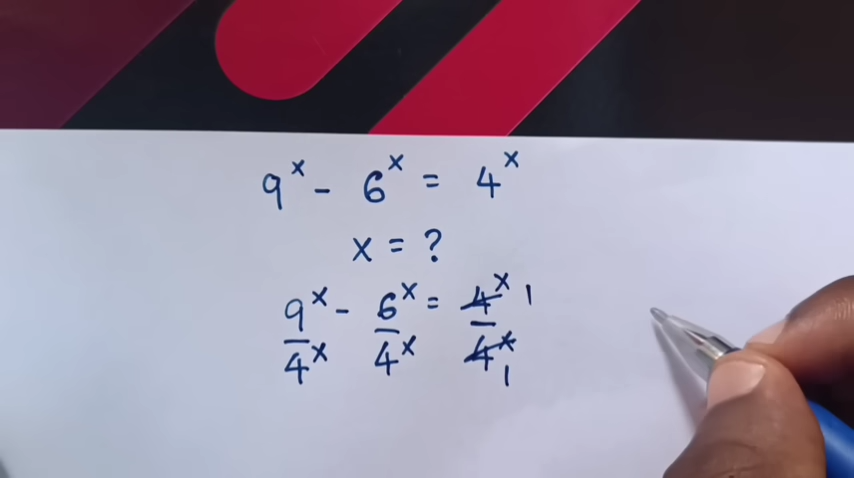 9^x - 6^x = 4^x
x = ?
9^x/4^x - 6^x/4^x = 4^x/4^x 1 1